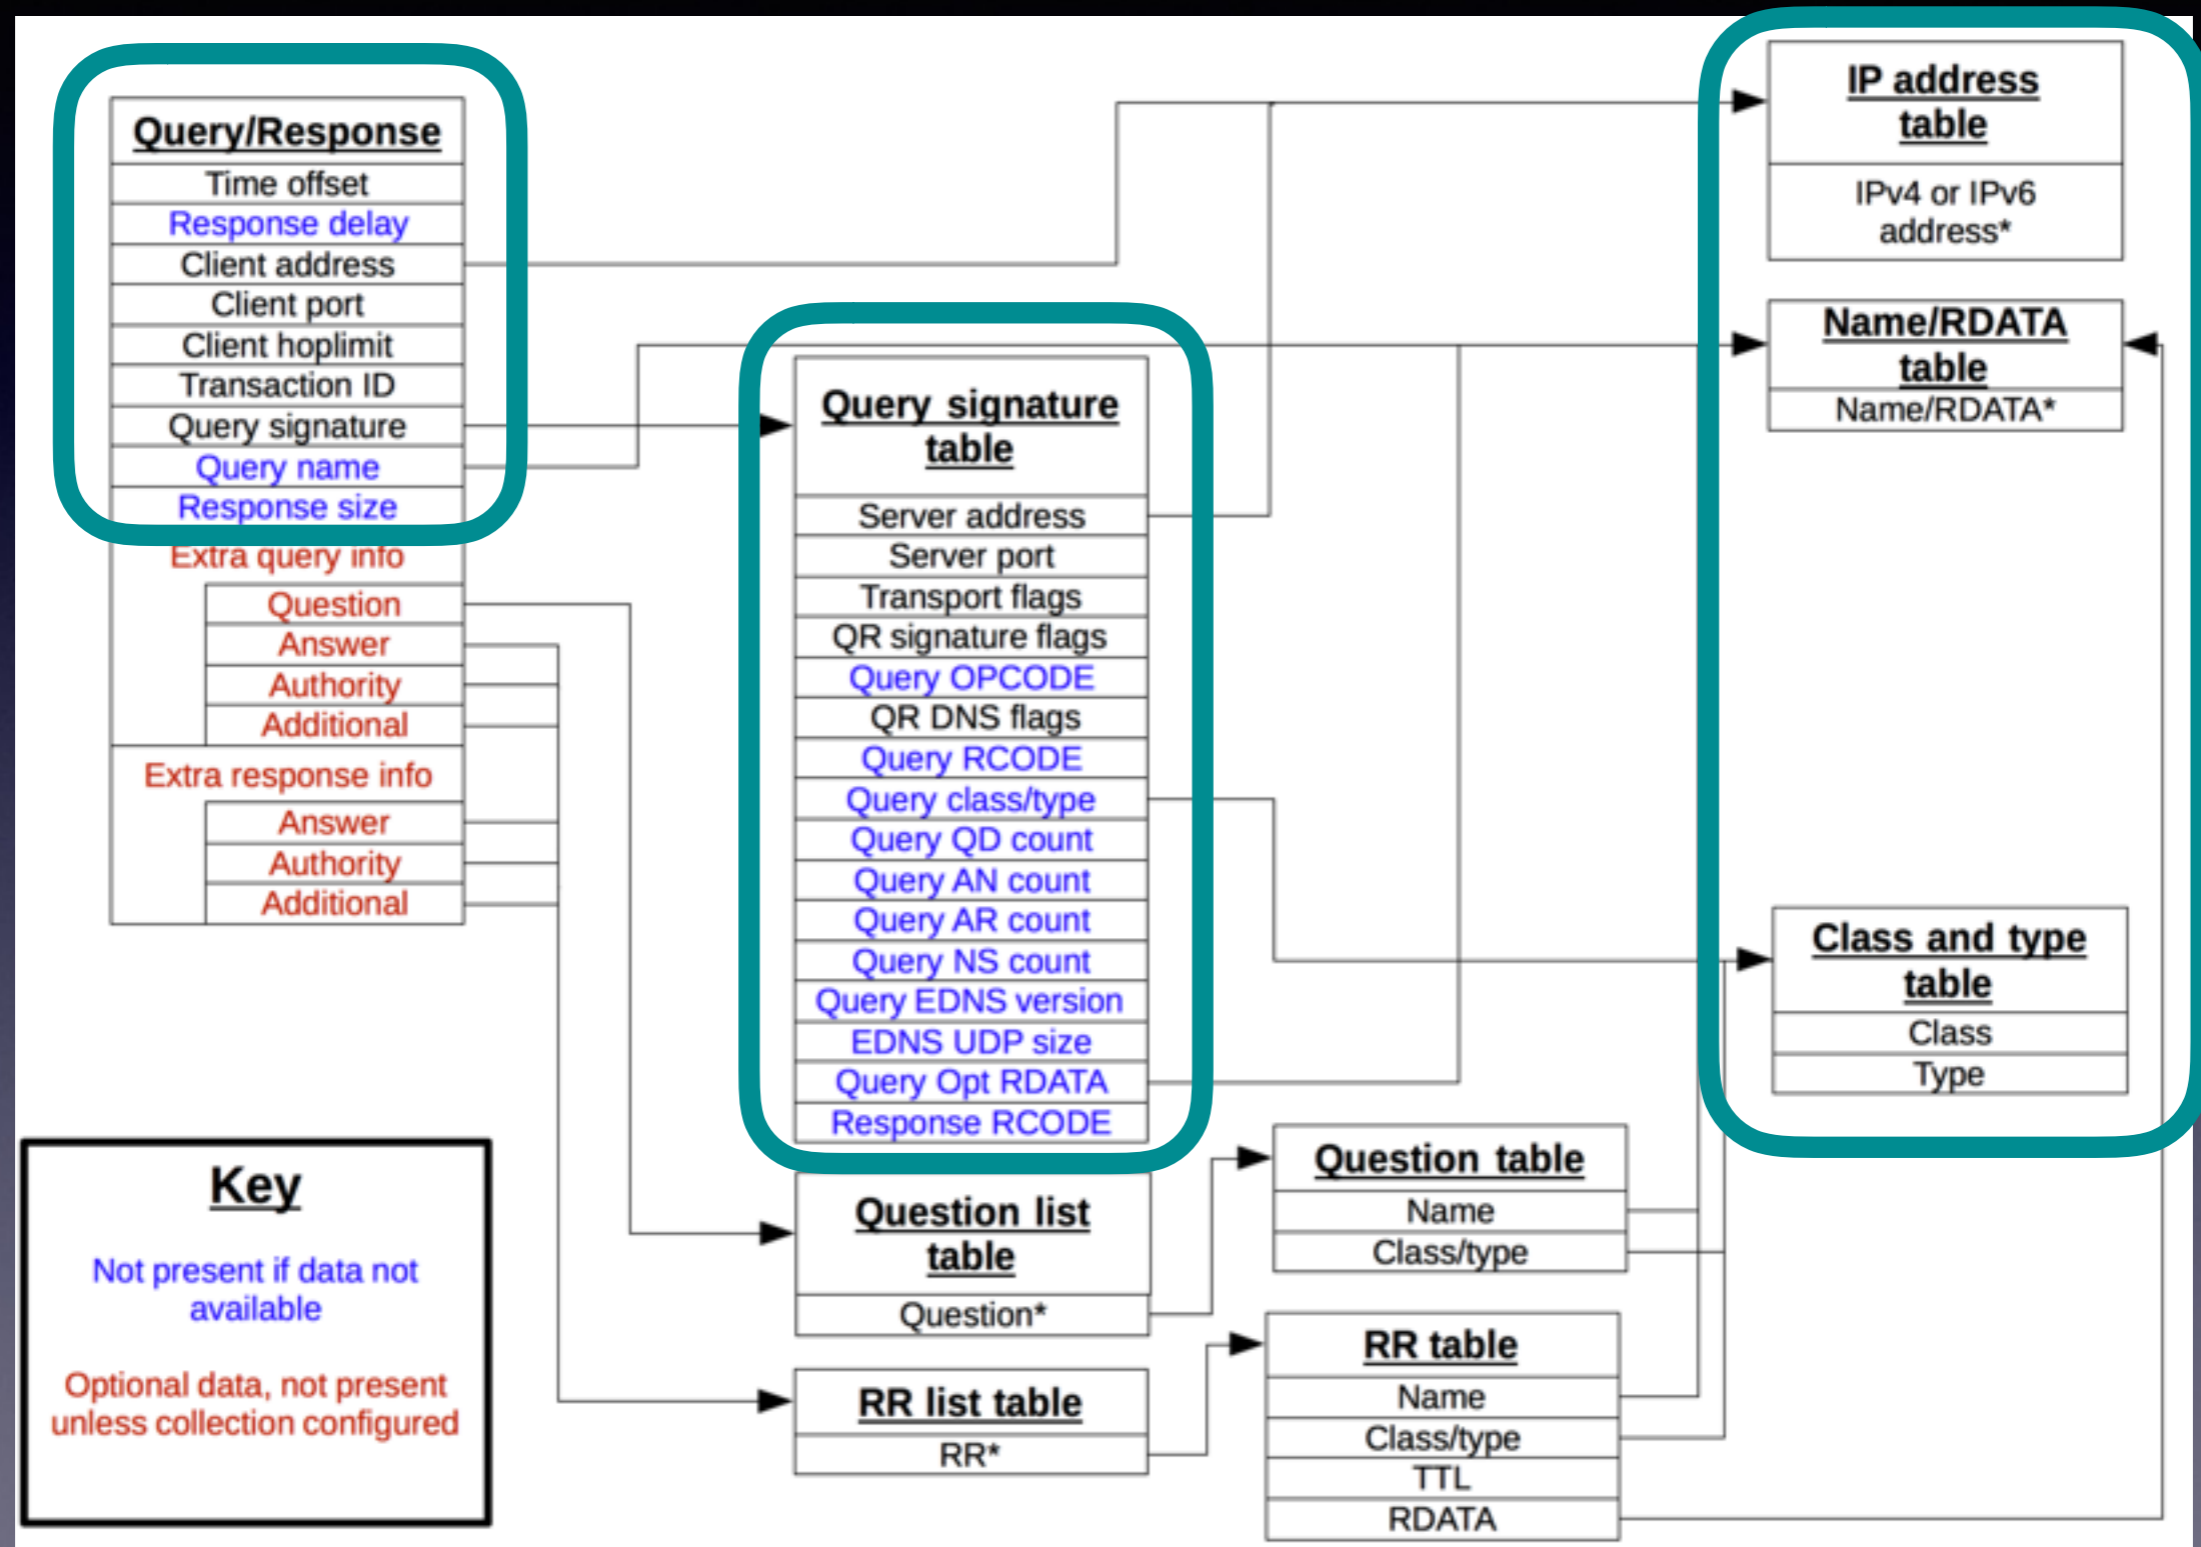 Query/Response
Time offset
Response delay
Client address
Client port
Client hoplimit
Transaction ID
Query signature
Query name
Response size
Extra query info
Question
Answer
Authority
Additional
Extra response info
Answer
Authority
Additional
Key
Not present if data not
available
Optional data, not present
unless collection configured
Query signature
table
Server address
Server port
Transport flags
QR signature flags
Query OPCODE
QR DNS flags
Query RCODE
Query class/type
Query QD count
Query AN count
Query AR count
Query NS count
Query EDNS version
EDNS UDP size
Query Opt RDATA
Response RCODE
Question list
table
Question*
RR list table
RR*
Question table
Name
Class/type
RR table
Name
Class/type
TTL
RDATA
IP address
table
IPv4 or IPv6
address*
Name/RDATA
table
Name/RDATA*
Class and type
table
Class
Type